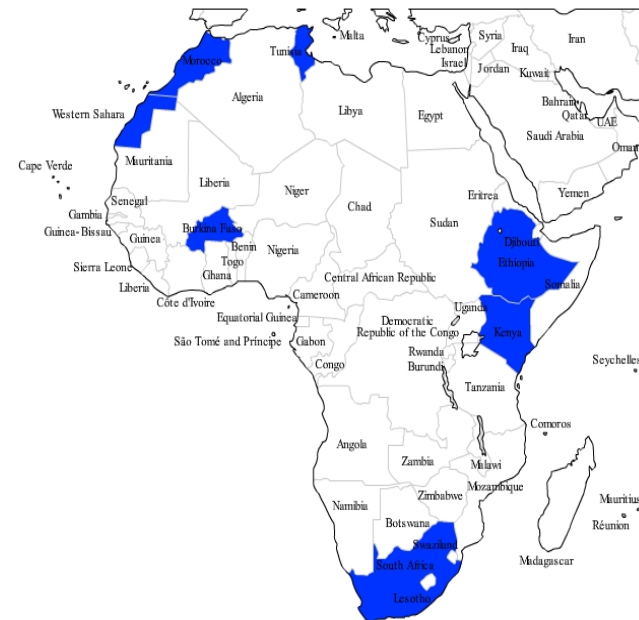 Malta
Cyprus
Syria
Lebanon
Israel
Iraq
Iran
Jordan
Kuwait
Morocco
Tunisia
Algeria
Libya
Egypt
Bahrain
Qatar
UAE
Saudi Arabia
Oman
Western Sahara
Mauritania
Cape Verde
Liberia
Niger
Chad
Sudan
Eritrea
Yemen
Senegal
Gambia
Guinea-Bissau
Guinea
Burkina Faso
Benin
Togo
Ghana
Nigeria
Djibouti
Ethiopia
Somalia
Sierra Leone
Liberia
Côte d'Ivoire
Central African Republic
Cameroon
Equatorial Guinea
São Tomé and Príncipe
Gabon
Congo
Democratic
Republic of the Congo
Uganda
Kenya
Rwanda
Burundi
Tanzania
Seychelles
Comoros
Angola
Zambia
Malawi
Mozambique
Zimbabwe
Namibia
Botswana
Mauritius
Réunion
Madagascar
Swaziland
South Africa
Lesotho